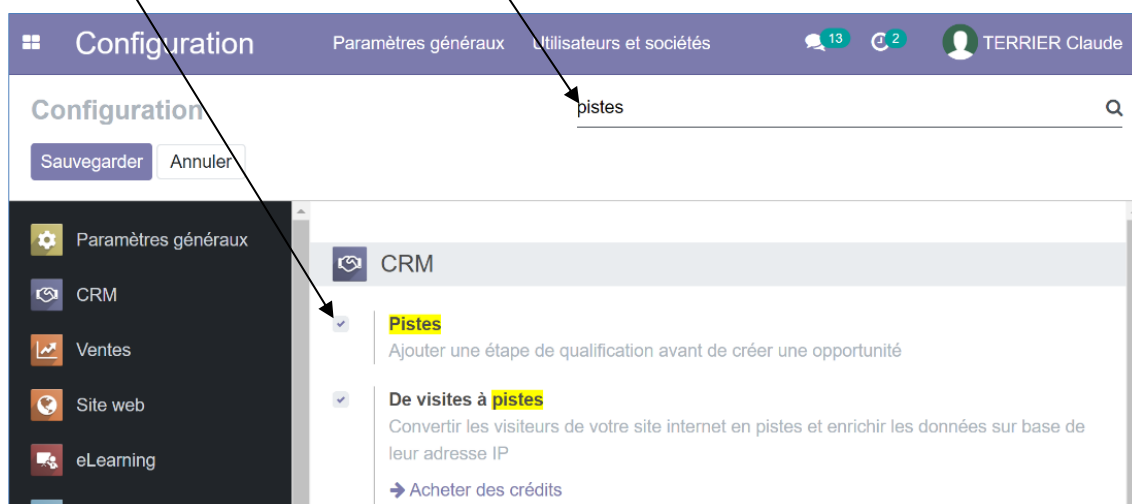 Configuration Paramètres généraux Utilisateurs et sociétés 13 2 TERRIER Claude
Configuration pistes
Sauvegarder Annuler
Paramètres généraux
CRM
Ventes
Site web
eLearning
CRM
Pistes
Ajouter une étape de qualification avant de créer une opportunité
De visites à pistes
Convertir les visiteurs de votre site internet en pistes et enrichir les données sur base de
leur adresse IP
Acheter des crédits